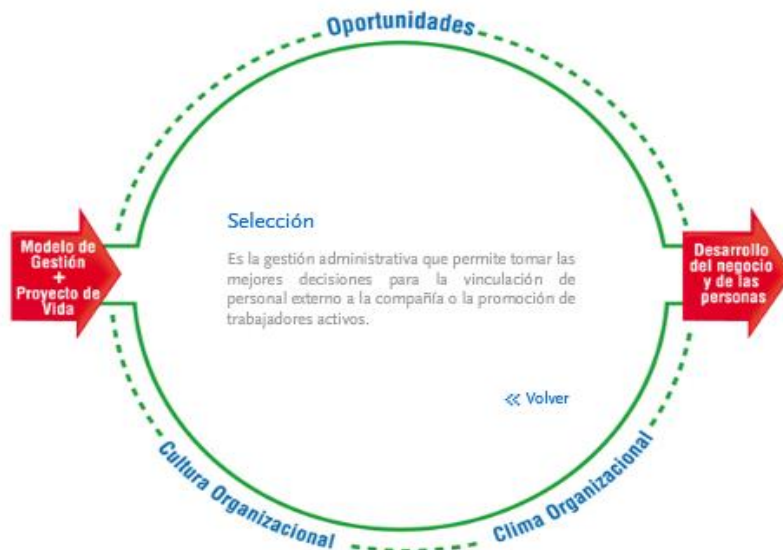 Oportunidades
Modelo de
Gestión
+
Proyecto de
Vida
Selección
Es la gestión administrativa que permite tomar las
mejores decisiones para la vinculación de
personal externo a la compañía o la promoción de
trabajadores activos.
<< Volver
Desarrollo
del negocio
y de las
personas
Cultura Organizacional
Clima Organizacional